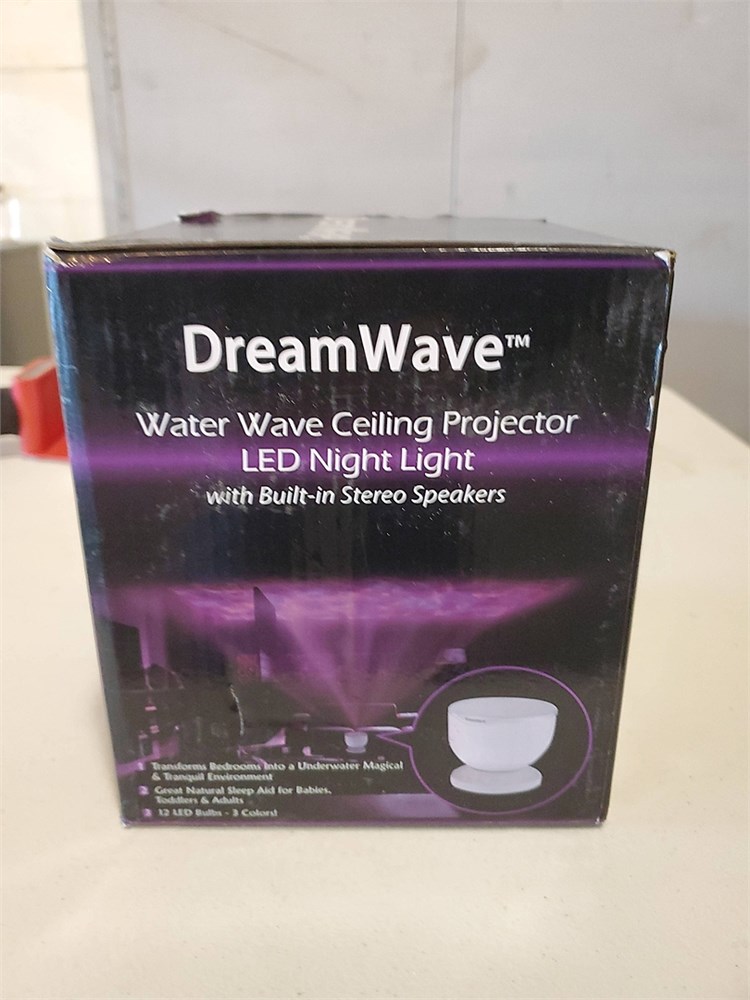 DreamWave™
Water Wave Ceiling Projector
LED Night Light
with Built-in Stereo Speakers
1 Transforms Bedrooms Into a Underwater Magical
& Tranquil Environment
2 Great Natural Sleep Aid for Babies,
Toddlers & Adults
3 12 LED Bulbs - 3 Colors!